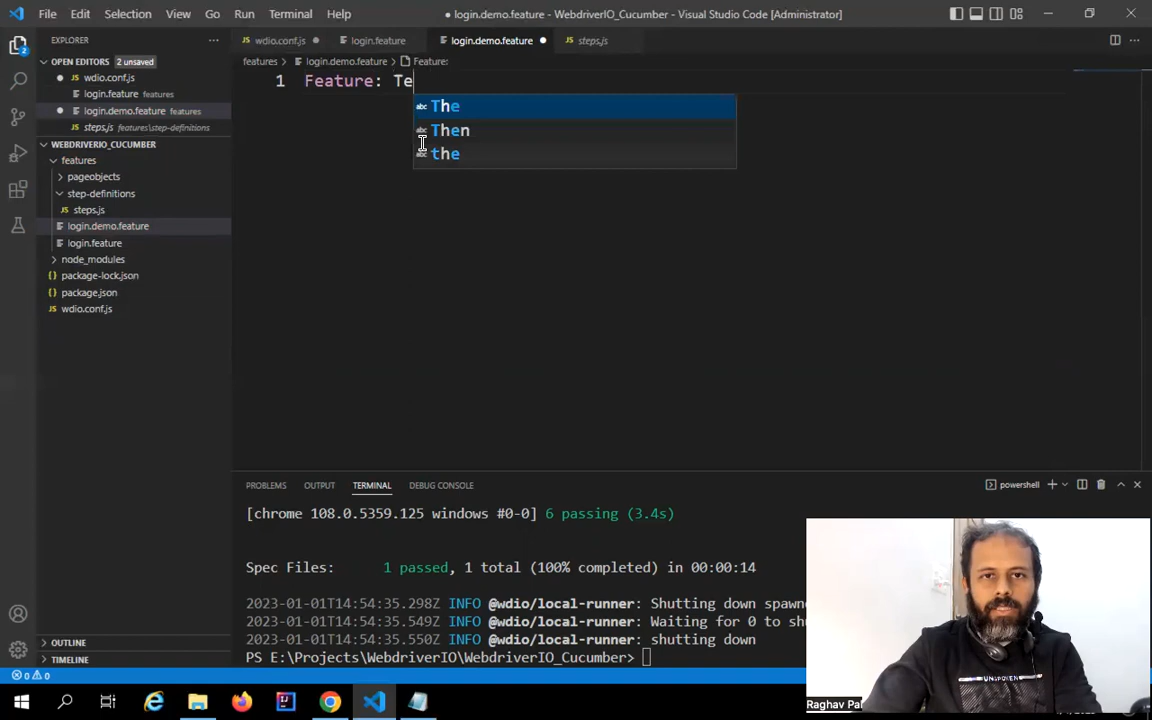 File Edit Selection View Go Run Terminal Help
● login.demo.feature - WebdriverIO_Cucumber - Visual Studio Code [Administrator]
EXPLORER
wdio.conf.js
login.feature
login.demo.feature
steps.js
OPEN EDITORS 2 unsaved
wdio.conf.js
login.feature features
login.demo.feature features
steps.js features\step-definitions
WEBDRIVERIO_CUCUMBER
features
pageobjects
step-definitions
steps.js
login.demo.feature
login.feature
node_modules
package-lock.json
package.json
wdio.conf.js
OUTLINE
TIMELINE
features > login.demo.feature > Feature:
1 Feature: Te
abc The
abc Then
abc the
PROBLEMS OUTPUT TERMINAL DEBUG CONSOLE
powershell
[chrome 108.0.5359.125 windows #0-0] 6 passing (3.4s)
Spec Files: 1 passed, 1 total (100% completed) in 00:00:14
2023-01-01T14:54:35.298Z INFO @wdio/local-runner: Shutting down spawn
2023-01-01T14:54:35.549Z INFO @wdio/local-runner: Waiting for 0 to shu
2023-01-01T14:54:35.550Z INFO @wdio/local-runner: shutting down
PS E:\Projects\WebdriverIO\WebdriverIO_Cucumber>
0 0
UNSPOKEN
Raghav Pal